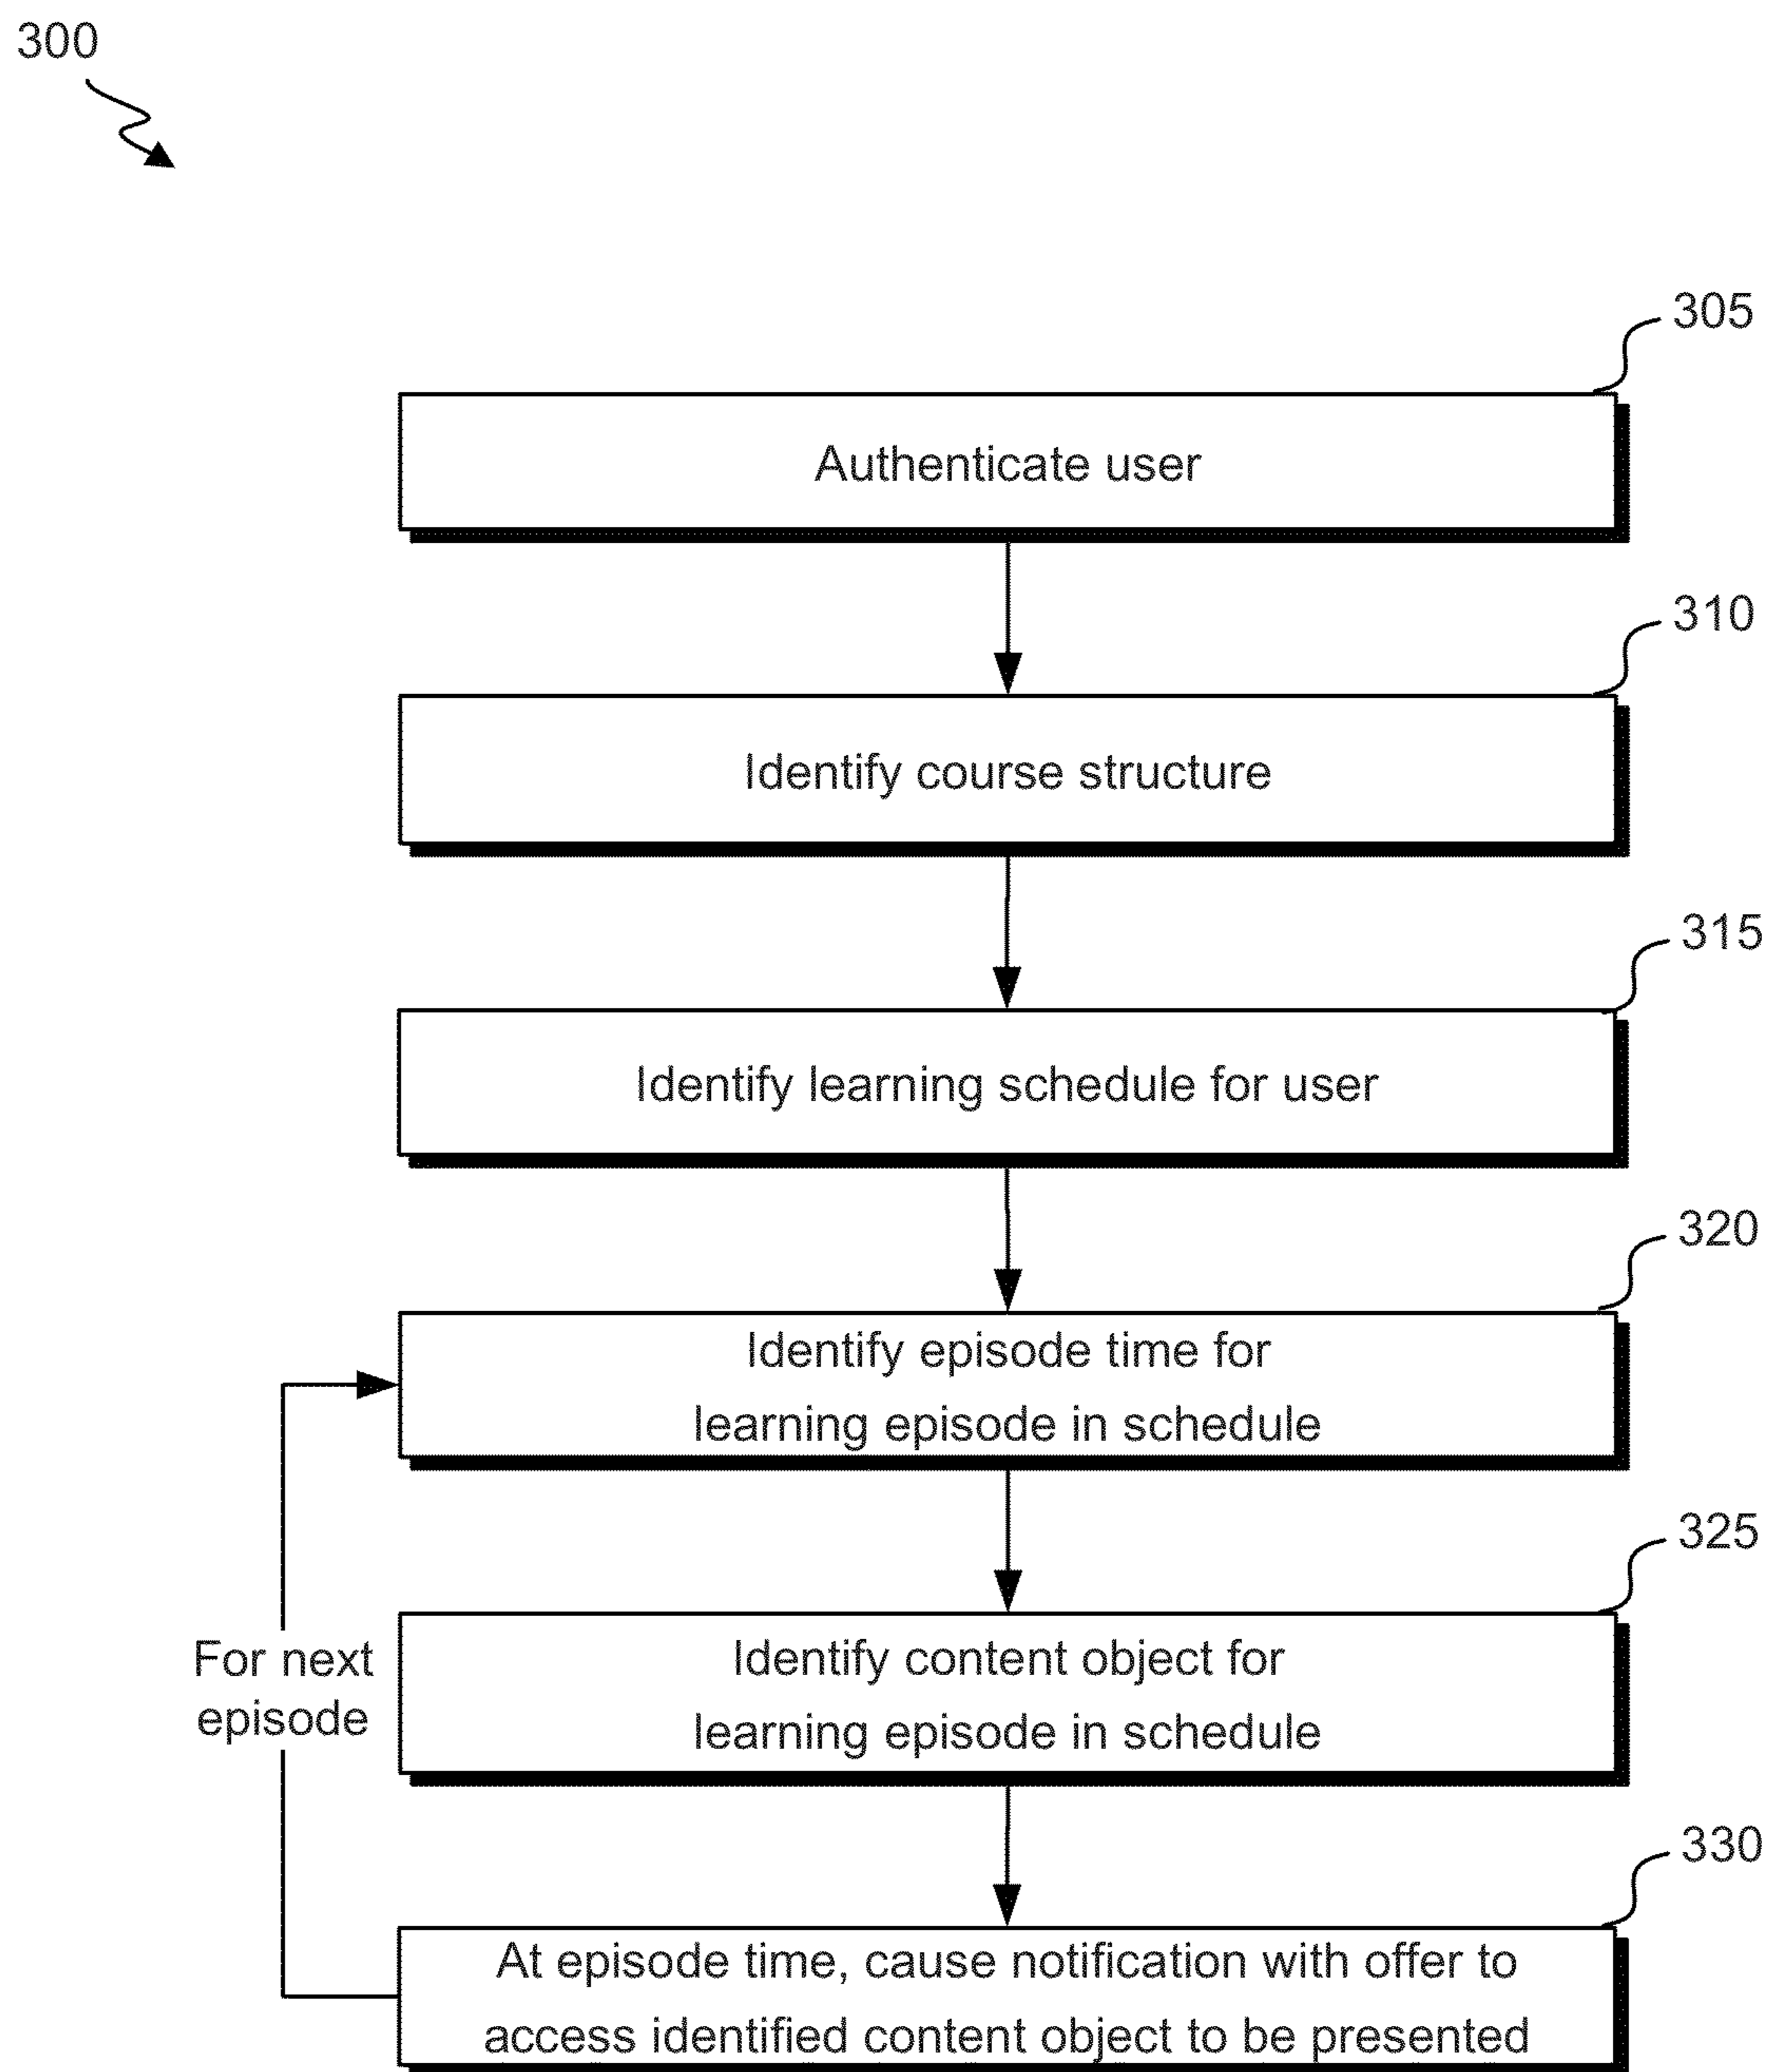 300
305
Authenticate user
310
Identify course structure
315
Identify learning schedule for user
320
Identify episode time for
learning episode in schedule
325
Identify content object for
learning episode in schedule
For next
episode
330
At episode time, cause notification with offer to
access identified content object to be presented